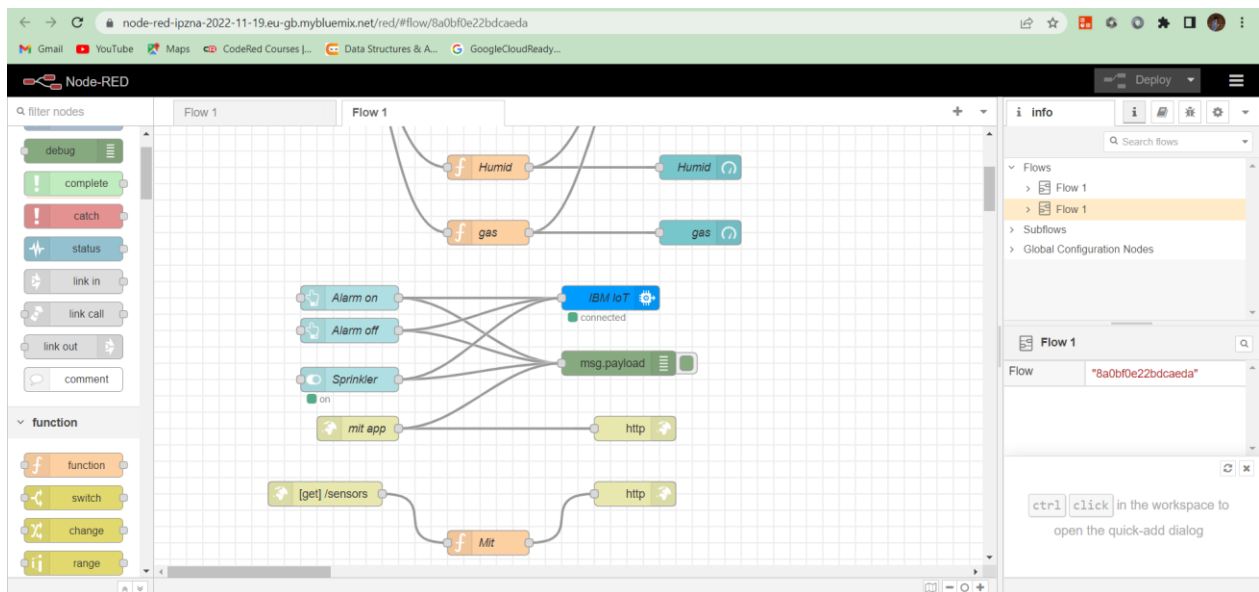 node-red-ipzna-2022-11-19.eu-gb.mybluemix.net/red/#flow/8a0bf0e22bdcaeda
Gmail YouTube Maps CodeRed Courses |... Data Structures & A... GoogleCloudReady...
Node-RED Deploy
filter nodes Flow 1 Flow 1 i info
debug
complete
catch
status
link in
link call
link out
comment
function
function
switch
change
range
Humid Humid
gas gas
Alarm on IBM IoT
connected
Alarm off
msg.payload
Sprinkler
on
mit app http
[get] /sensors http
Mit
Search flows
Flows
Flow 1
Flow 1
Subflows
Global Configuration Nodes
Flow 1
Flow "8a0bf0e22bdcaeda"
ctrl click in the workspace to
open the quick-add dialog